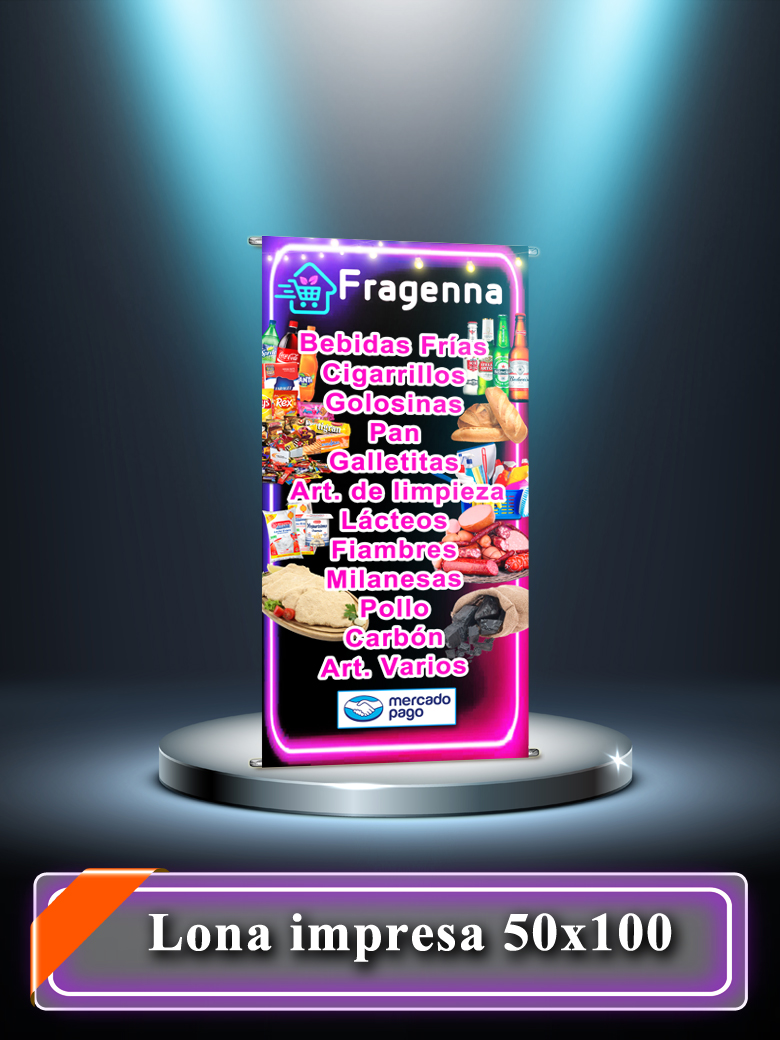 Fragenna
Bebidas Frías
Cigarrillos
Golosinas
Pan
Galletitas
Art. de limpieza
Lácteos
Fiambres
Milanesas
Pollo
Carbón
Art. Varios
mercado
pago
Lona impresa 50x100